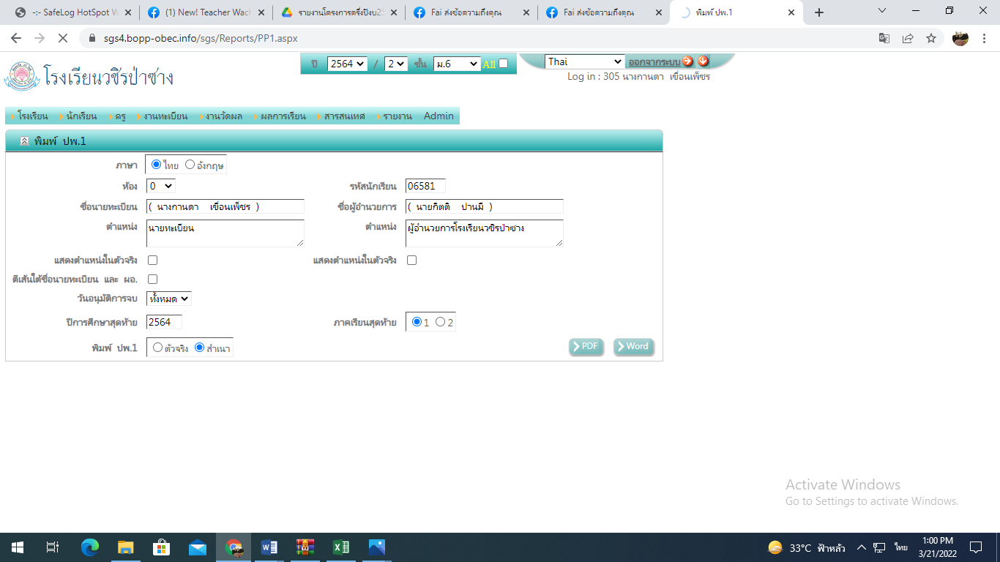 -:- SafeLog HotSpot W
(1) New! Teacher Wach
รายงานโครงการครึ่งปีงบ25
Fai ส่งข้อความถึงคุณ
Fai ส่งข้อความถึงคุณ
พิมพ์ ปพ.1
sgs4.bopp-obec.info/sgs/Reports/PP1.aspx
โรงเรียนวชิรป่าซาง
ปี 2564 / 2 ชั้น ม.6 All
Thai ออกจากระบบ
Log in : 305 นางกานดา เขื่อนเพ็ชร
โรงเรียน นักเรียน ครู งานทะเบียน งานวัดผล ผลการเรียน สารสนเทศ รายงาน Admin
พิมพ์ ปพ.1
ภาษา ไทย อังกฤษ
ห้อง 0 รหัสนักเรียน 06581
ชื่อนายทะเบียน ( นางกานดา เขื่อนเพ็ชร ) ชื่อผู้อำนวยการ ( นายกิตติ ปานมี )
ตำแหน่ง นายทะเบียน ตำแหน่ง ผู้อำนวยการโรงเรียนวชิรป่าซาง
แสดงตำแหน่งในตัวจริง แสดงตำแหน่งในตัวจริง
ตีเส้นใต้ชื่อนายทะเบียน และ ผอ.
วันอนุมัติการจบ ทั้งหมด
ปีการศึกษาสุดท้าย 2564 ภาคเรียนสุดท้าย 1 2
พิมพ์ ปพ.1 ตัวจริง สำเนา PDF Word
Activate Windows
Go to Settings to activate Windows.
33°C ฟ้าหลัว ไทย 1:00 PM
3/21/2022